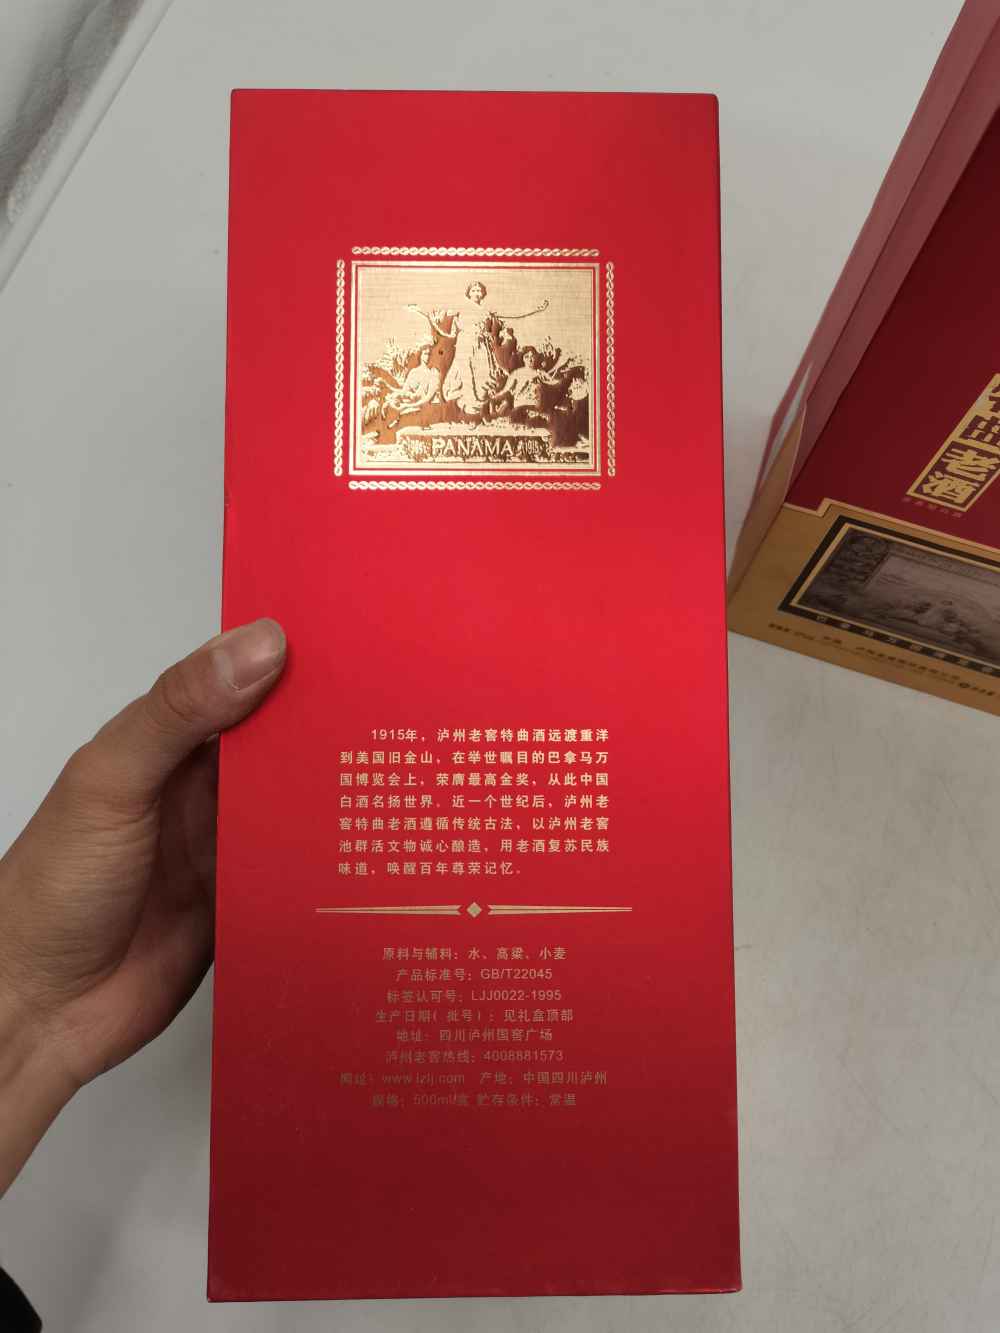 PANAMA 1915
1915年，泸州老窖特曲酒远渡重洋
到美国旧金山，在举世瞩目的巴拿马万
国博览会上，荣膺最高金奖，从此中国
白酒名扬世界。近一个世纪后，泸州老
窖特曲老酒遵循传统古法，以泸州老窖
池群活文物诚心酿造，用老酒复苏民族
味道，唤醒百年尊荣记忆。
原料与辅料：水、高粱、小麦
产品标准号：GB/T22045
标签认可号：LJJ0022-1995
生产日期（批号）：见礼盒顶部
地址：四川泸州国窖广场
泸州老窖热线：4008881573
网址：www.lzlj.com 产地：中国四川泸州
规格：500ml/盒 贮存条件：常温